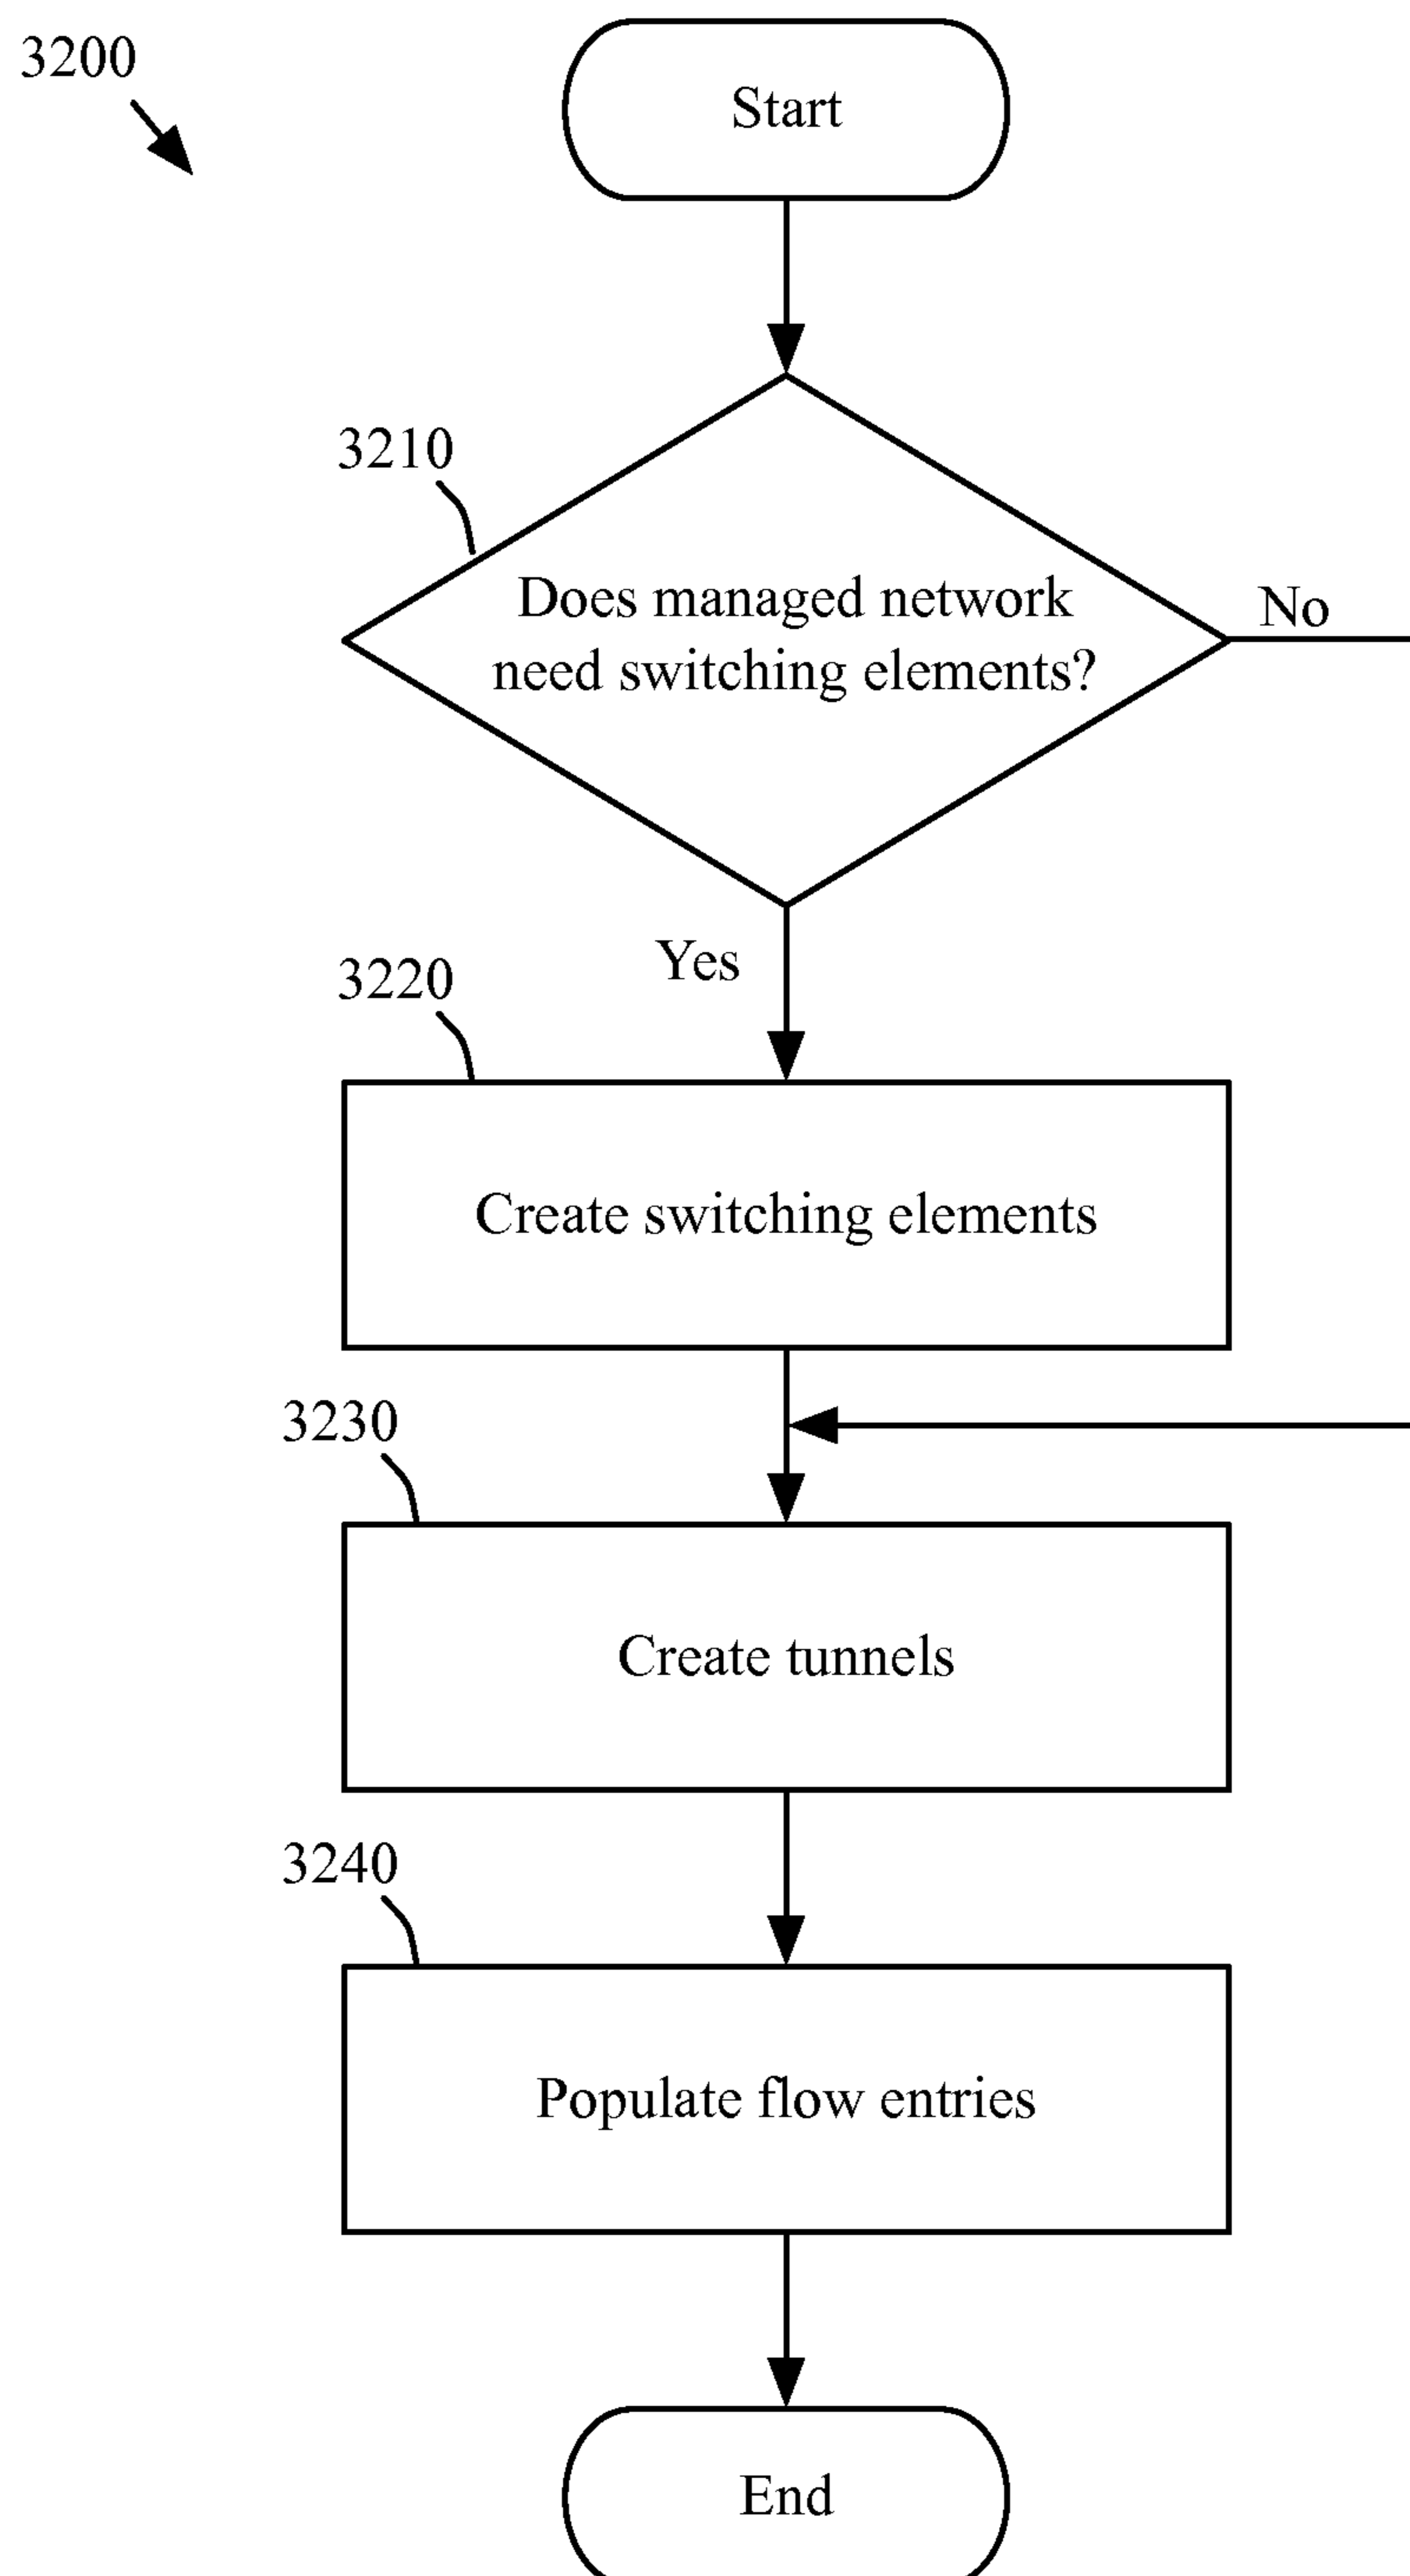 3200
Start
3210
Does managed network
need switching elements?
No
Yes
3220
Create switching elements
3230
Create tunnels
3240
Populate flow entries
End